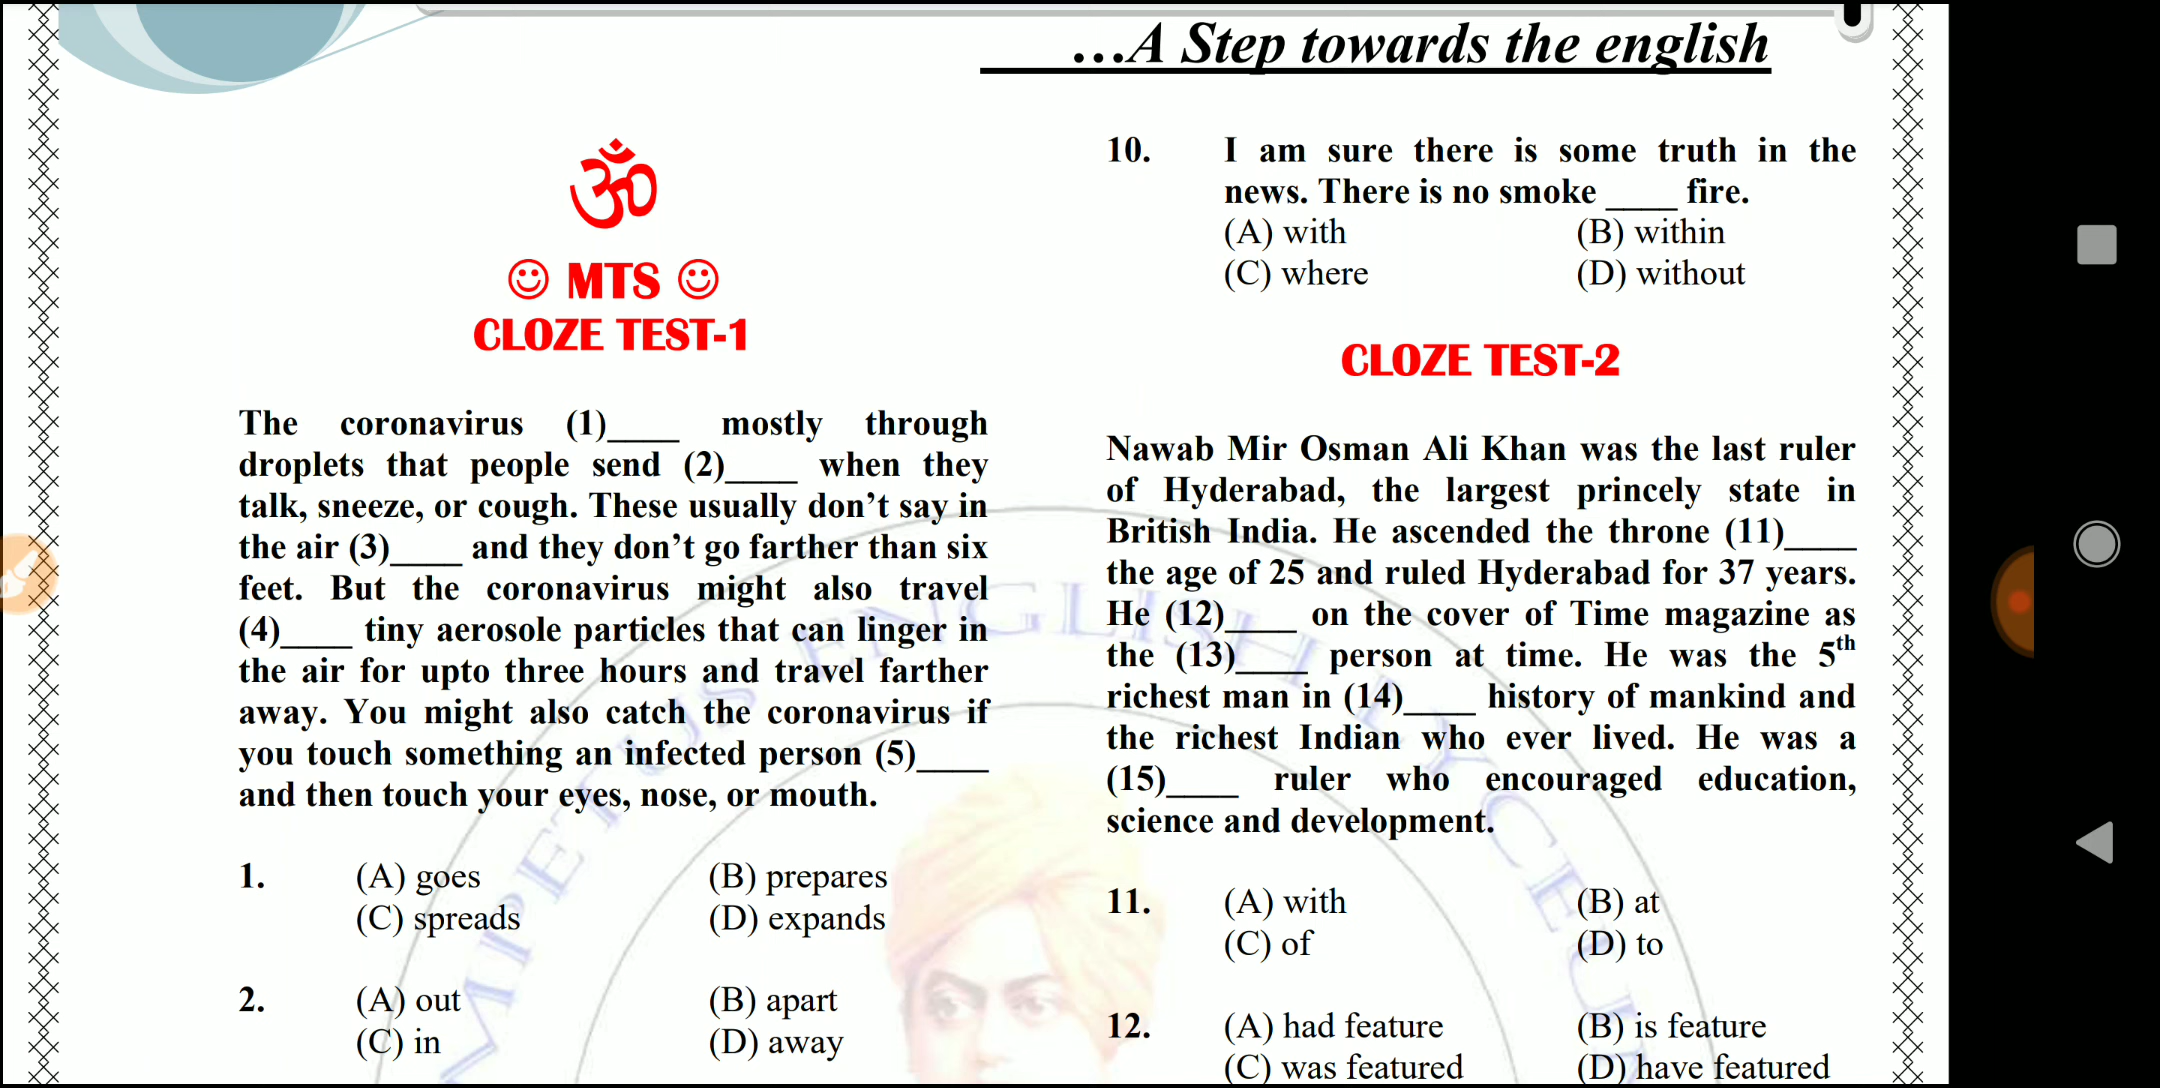 ...A Step towards the english
ॐ
☺ MTS ☺
CLOZE TEST-1
The coronavirus (1)____ mostly through
droplets that people send (2)____ when they
talk, sneeze, or cough. These usually don’t say in
the air (3)____ and they don’t go farther than six
feet. But the coronavirus might also travel
(4)____ tiny aerosole particles that can linger in
the air for upto three hours and travel farther
away. You might also catch the coronavirus if
you touch something an infected person (5)____
and then touch your eyes, nose, or mouth.
1. (A) goes (B) prepares
(C) spreads (D) expands
2. (A) out (B) apart
(C) in (D) away
10. I am sure there is some truth in the
news. There is no smoke ____ fire.
(A) with (B) within
(C) where (D) without
CLOZE TEST-2
Nawab Mir Osman Ali Khan was the last ruler
of Hyderabad, the largest princely state in
British India. He ascended the throne (11)____
the age of 25 and ruled Hyderabad for 37 years.
He (12)____ on the cover of Time magazine as
the (13)____ person at time. He was the 5th
richest man in (14)____ history of mankind and
the richest Indian who ever lived. He was a
(15)____ ruler who encouraged education,
science and development.
11. (A) with (B) at
(C) of (D) to
12. (A) had feature (B) is feature
(C) was featured (D) have featured